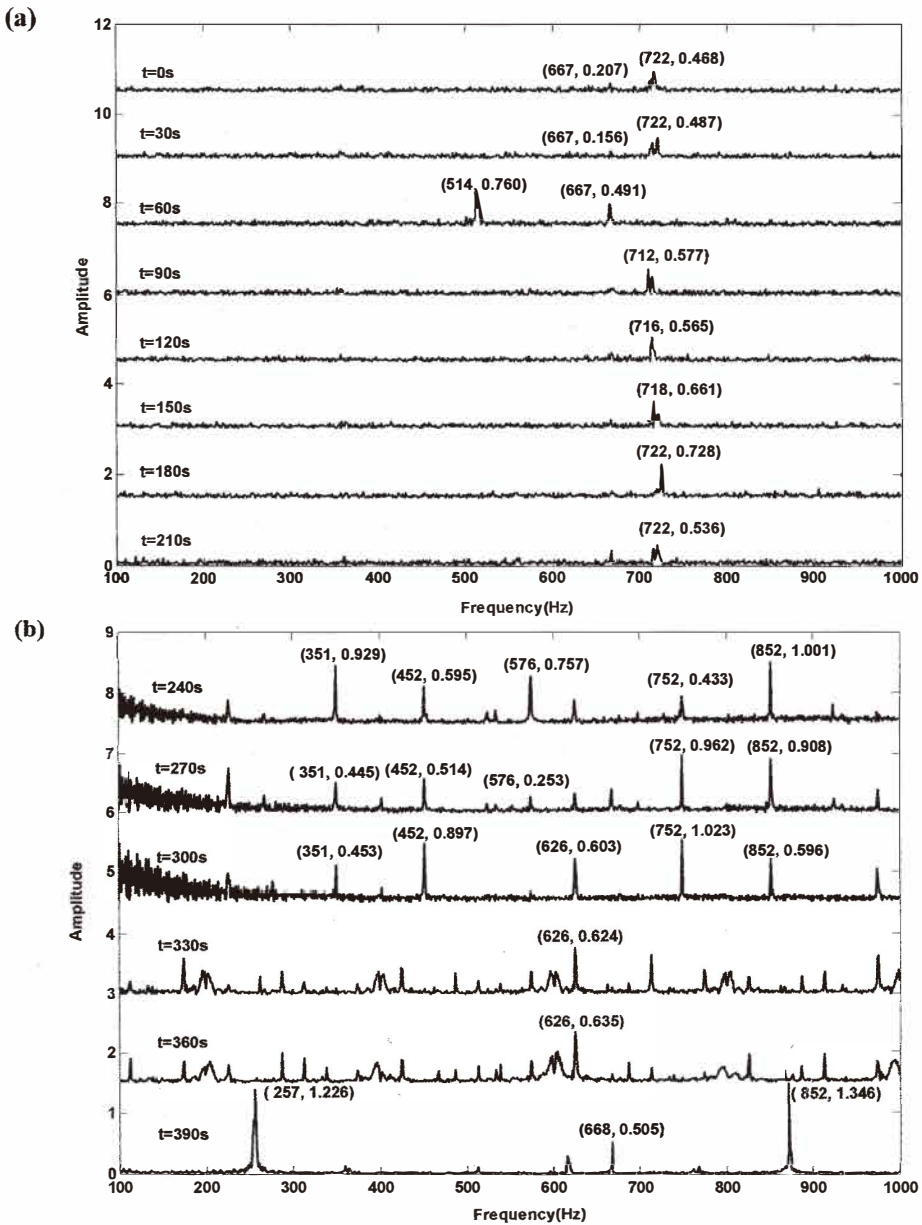 (a)
12
t=0s
(667, 0.207)
(722, 0.468)
10
t=30s
(667, 0.156)
(722, 0.487)
8
t=60s
(514, 0.760)
(667, 0.491)
Amplitude
6
t=90s
(712, 0.577)
t=120s
(716, 0.565)
4
t=150s
(718, 0.661)
2
t=180s
(722, 0.728)
t=210s
(722, 0.536)
0
100 200 300 400 500 600 700 800 900 1000
Frequency(Hz)
(b)
9
8
t=240s
(351, 0.929)
(452, 0.595)
(576, 0.757)
(752, 0.433)
(852, 1.001)
7
t=270s
( 351, 0.445)
(452, 0.514)
(576, 0.253)
(752, 0.962)
(852, 0.908)
6
t=300s
(351, 0.453)
(452, 0.897)
(626, 0.603)
(752, 1.023)
(852, 0.596)
5
Amplitude
4
t=330s
(626, 0.624)
3
t=360s
(626, 0.635)
2
1
t=390s
( 257, 1.226)
(668, 0.505)
( 852, 1.346)
0
100 200 300 400 500 600 700 800 900 1000
Frequency(Hz)